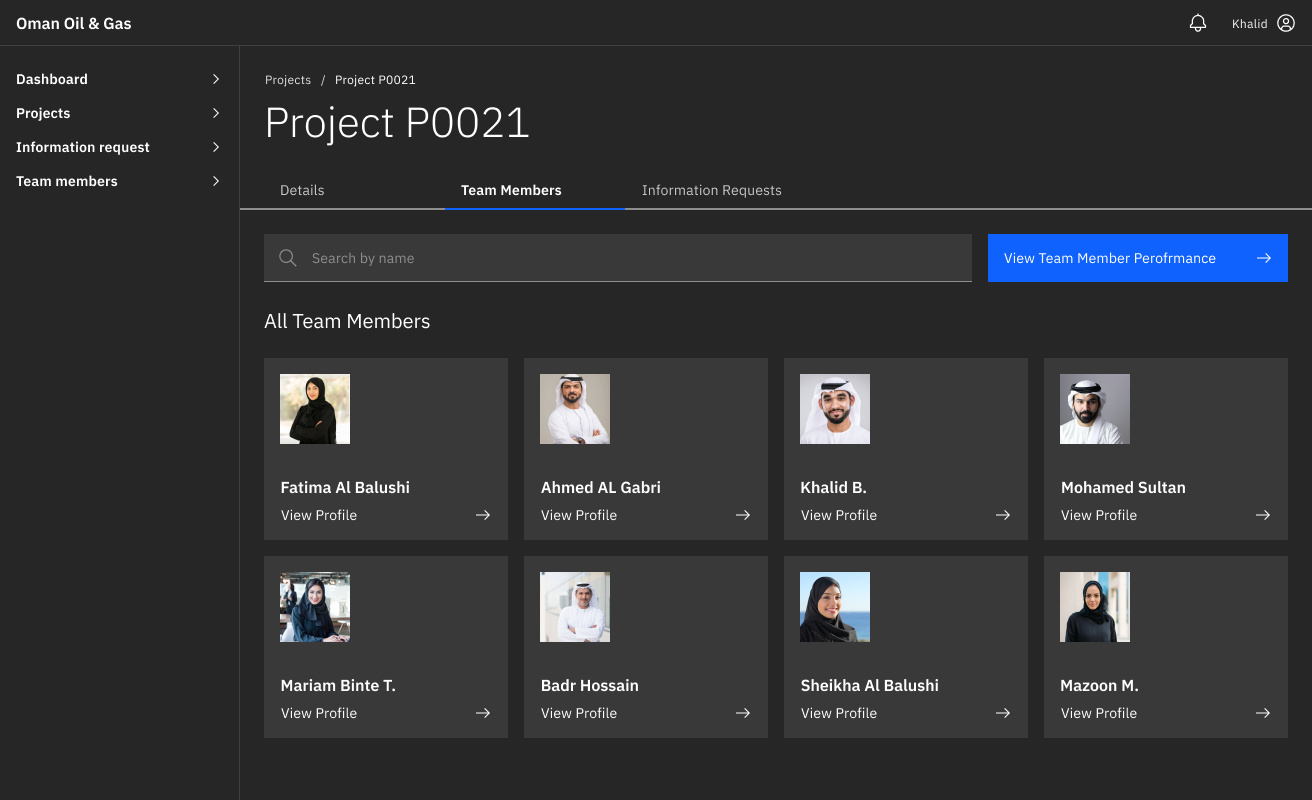 Oman Oil & Gas
Khalid
Dashboard
Projects
Information request
Team members
Projects / Project P0021
Project P0021
Details
Team Members
Information Requests
Search by name
View Team Member Perofrmance
All Team Members
Fatima Al Balushi
View Profile
Ahmed AL Gabri
View Profile
Khalid B.
View Profile
Mohamed Sultan
View Profile
Mariam Binte T.
View Profile
Badr Hossain
View Profile
Sheikha Al Balushi
View Profile
Mazoon M.
View Profile